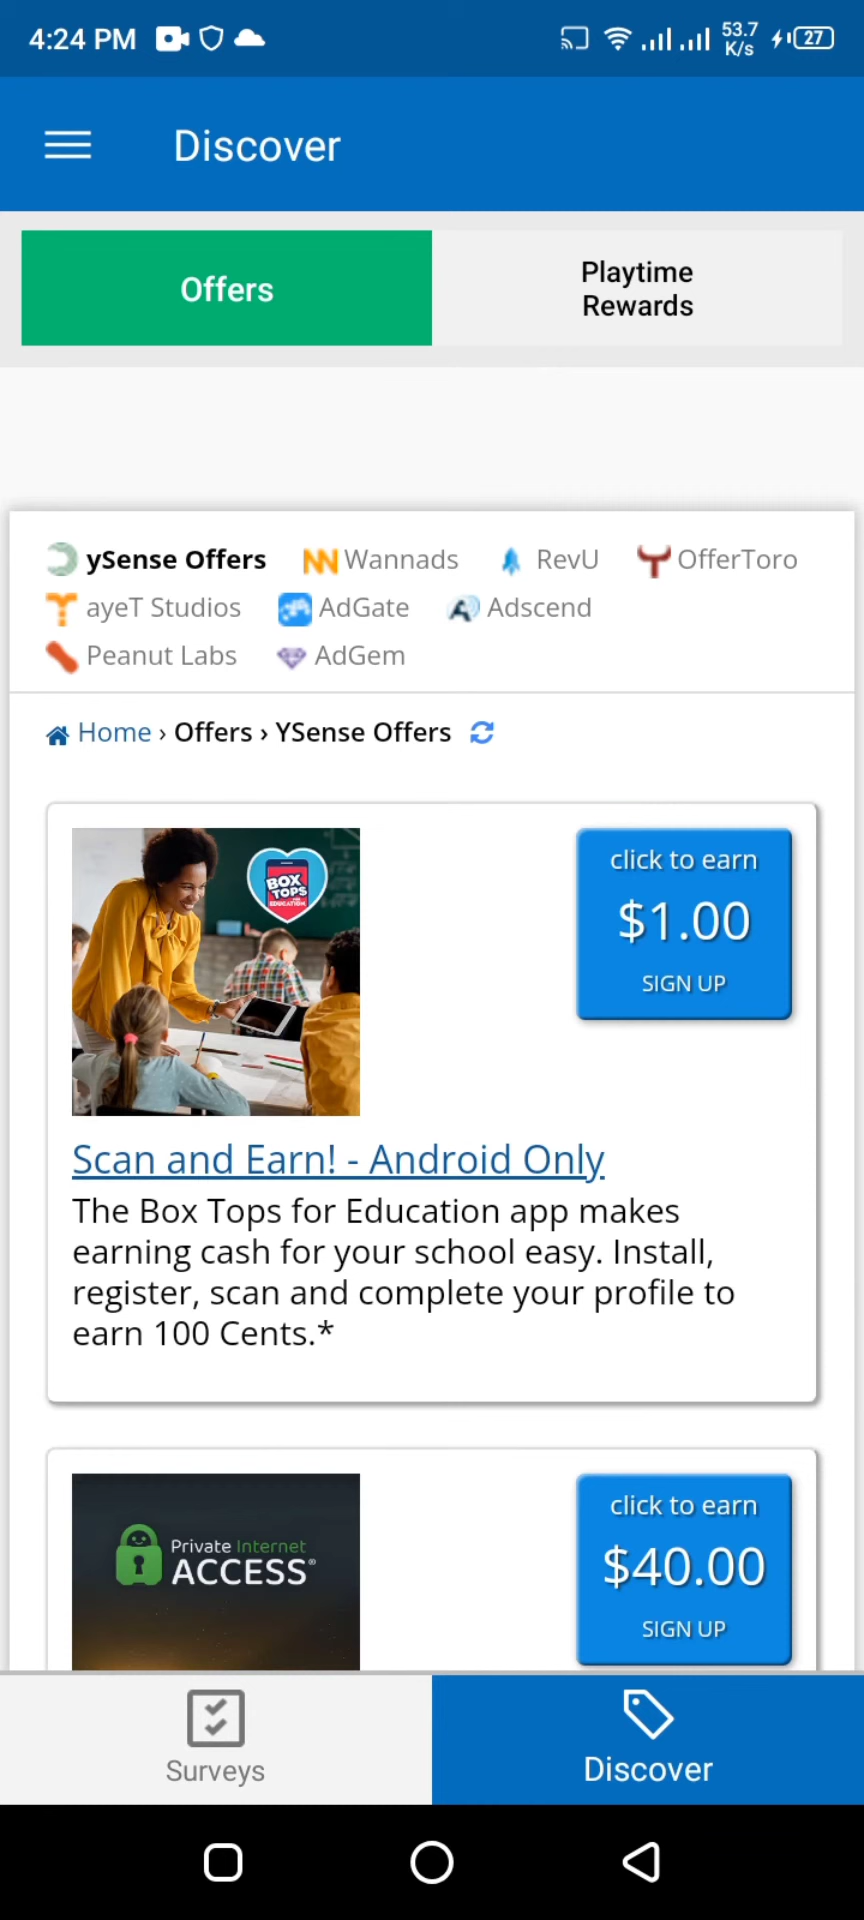 4:24 PM 53.7 K/s 27
Discover
Offers
Playtime
Rewards
ySense Offers Wannads RevU OfferToro
ayeT Studios AdGate Adscend
Peanut Labs AdGem
Home › Offers › YSense Offers
BOX
TOPS
FOR EDUCATION
click to earn
$1.00
SIGN UP
Scan and Earn! - Android Only
The Box Tops for Education app makes
earning cash for your school easy. Install,
register, scan and complete your profile to
earn 100 Cents.*
Private Internet
ACCESS®
click to earn
$40.00
SIGN UP
Surveys
Discover